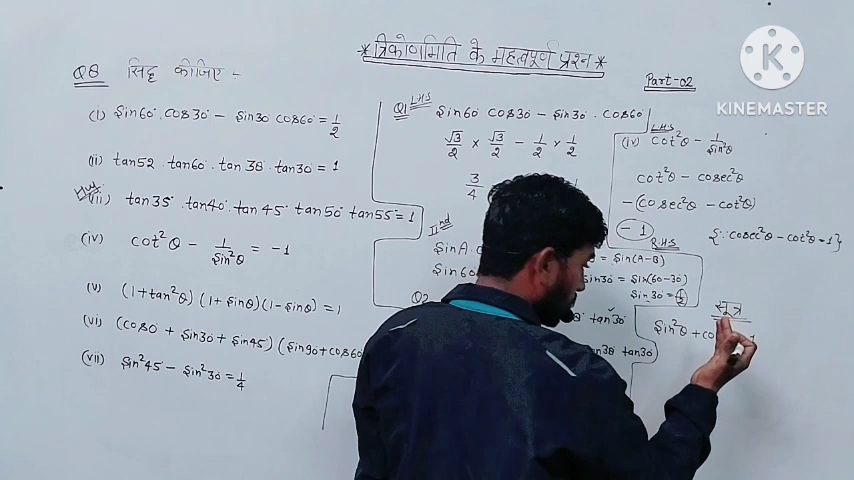 *त्रिकोणमिति के महत्वपूर्ण प्रश्न*
Part-02
KINEMASTER
Q8 सिद्ध कीजिए -
(i) sin60°.cos30° - sin30°cos60° = 1/2
(ii) tan52.tan60°.tan38.tan30° = 1
(iii) tan35°.tan40°.tan45°.tan50°tan55° = 1
(iv) cot²θ - 1/sin²θ = -1
(v) (1+tan²θ)(1+sinθ)(1-sinθ) = 1
(vi) (cos0° + sin30 + sin45)(sin90+cos60
(vii) sin²45 - sin²30 = 1/4
Q1 LHS sin60° cos30 - sin30.cos60
√3/2 × √3/2 - 1/2 × 1/2
3/4
IInd
sinA.
= sin(A-B)
sin60
sin30 = sin(60-30)
sin30 = 1/2
Q2
tan30
tan30
LHS
(iv) cot²θ - 1/sin²θ
cot²θ - cosec²θ
-(cosec²θ - cot²θ)
-1
{∵cosec²θ-cot²θ=1}
R.H.S
सूत्र
sin²θ + co